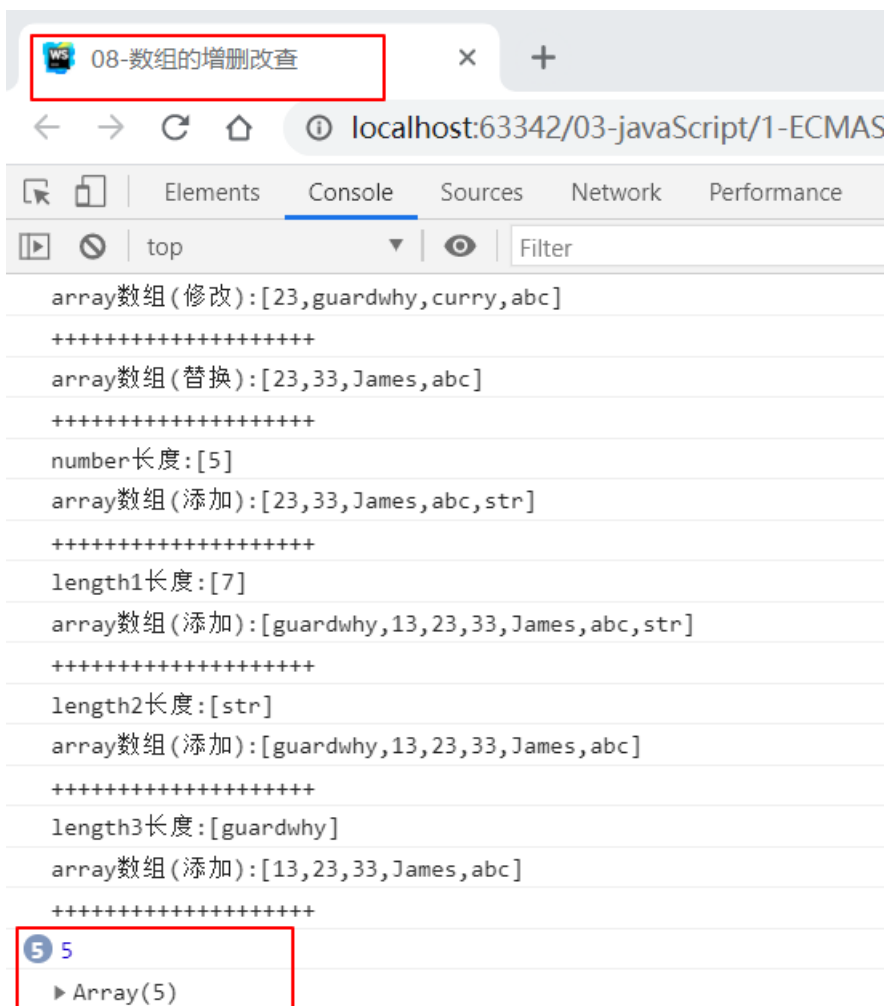 WS 08-数组的增删改查
localhost:63342/03-javaScript/1-ECMAS
Elements Console Sources Network Performance
top Filter
array数组(修改):[23,guardwhy,curry,abc]
++++++++++++++++++++
array数组(替换):[23,33,James,abc]
++++++++++++++++++++
number长度:[5]
array数组(添加):[23,33,James,abc,str]
++++++++++++++++++++
length1长度:[7]
array数组(添加):[guardwhy,13,23,33,James,abc,str]
++++++++++++++++++++
length2长度:[str]
array数组(添加):[guardwhy,13,23,33,James,abc]
++++++++++++++++++++
length3长度:[guardwhy]
array数组(添加):[13,23,33,James,abc]
++++++++++++++++++++
5 5
Array(5)